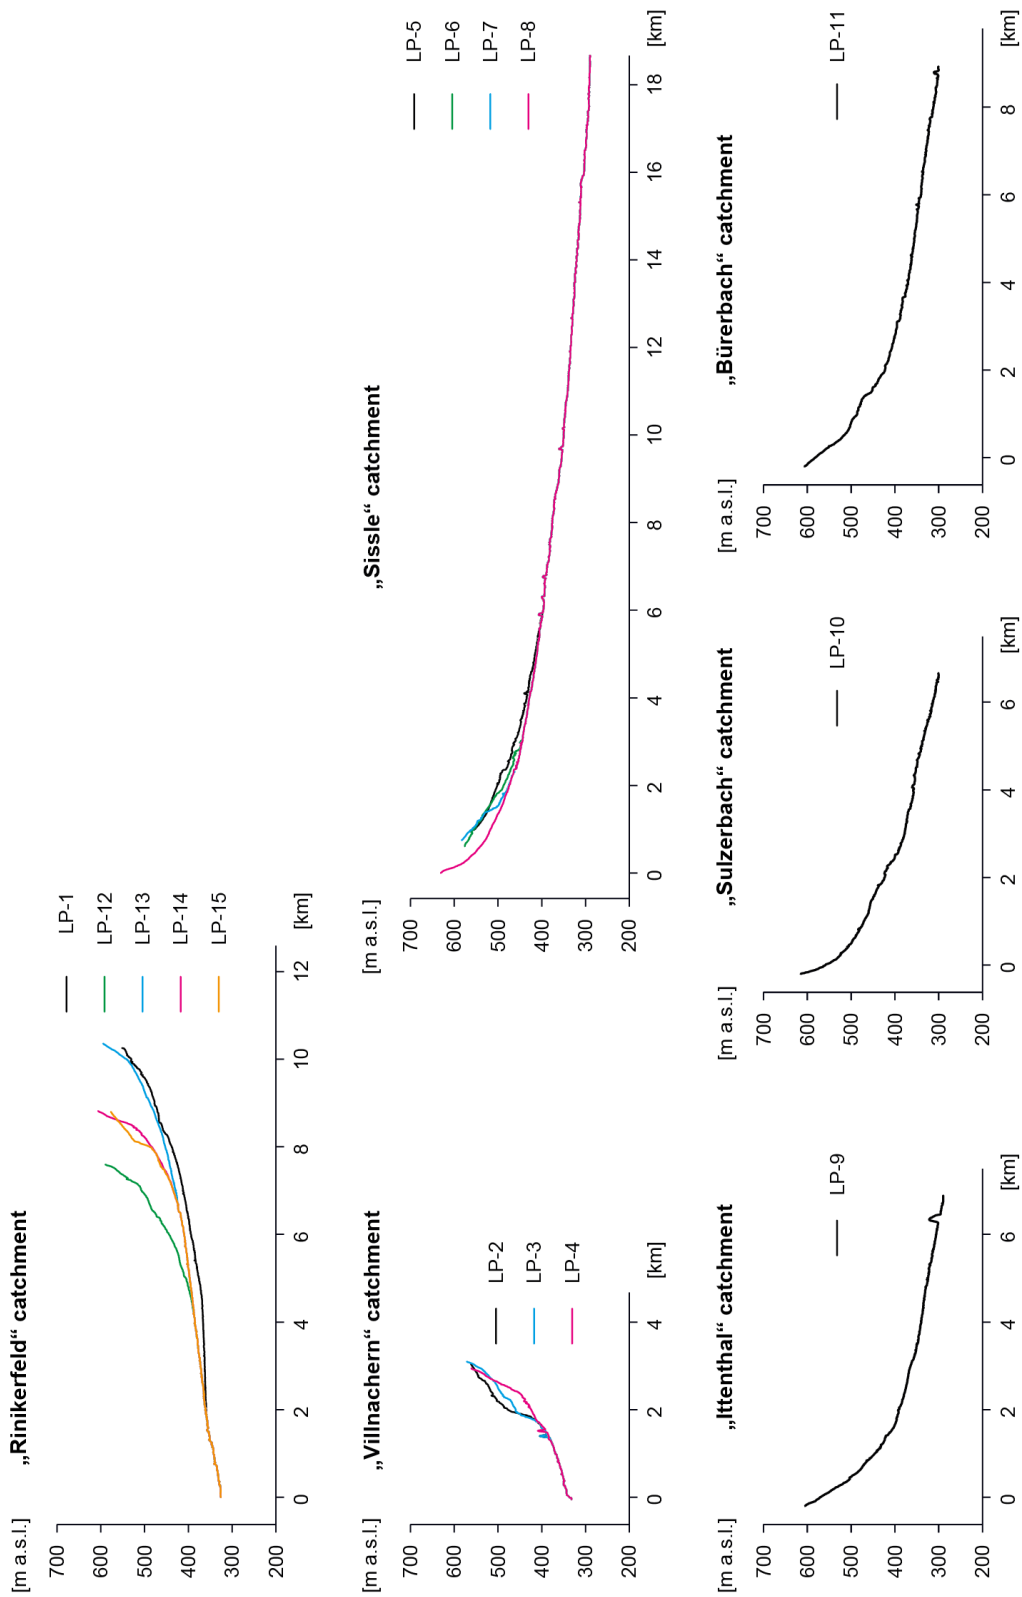 „Rinikerfeld“ catchment
[m a.s.l.]
700
600
500
400
300
200
0
2
4
6
8
10
12
[km]
LP-1
LP-12
LP-13
LP-14
LP-15
„Villnachern“ catchment
[m a.s.l.]
700
600
500
400
300
200
0
2
4
[km]
LP-2
LP-3
LP-4
„Sissle“ catchment
[m a.s.l.]
700
600
500
400
300
200
0
2
4
6
8
10
12
14
16
18
[km]
LP-5
LP-6
LP-7
LP-8
„Ittenthal“ catchment
[m a.s.l.]
700
600
500
400
300
200
0
2
4
6
[km]
LP-9
„Sulzerbach“ catchment
[m a.s.l.]
700
600
500
400
300
200
0
2
4
6
[km]
LP-10
„Bürerbach“ catchment
[m a.s.l.]
700
600
500
400
300
200
0
2
4
6
8
[km]
LP-11